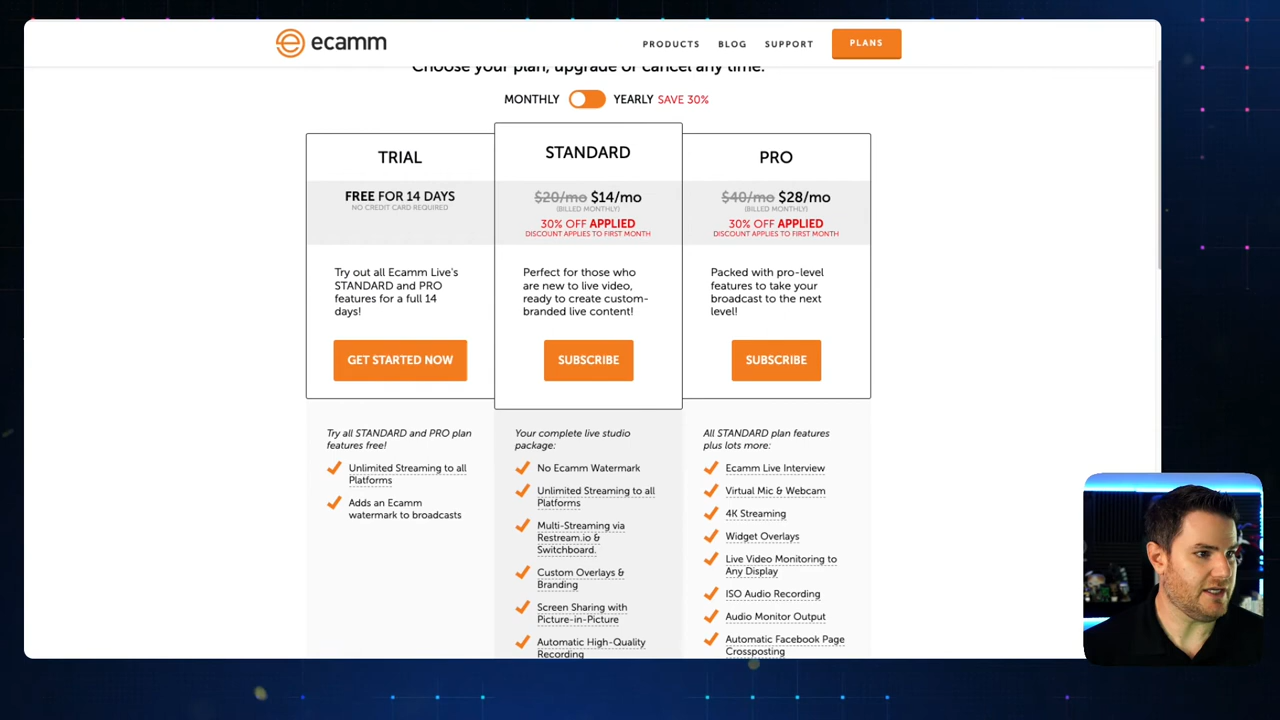 ecamm
PRODUCTS BLOG SUPPORT PLANS
Choose your plan, upgrade or cancel any time.
MONTHLY YEARLY SAVE 30%
TRIAL
FREE FOR 14 DAYS
NO CREDIT CARD REQUIRED
Try out all Ecamm Live's
STANDARD and PRO
features for a full 14
days!
GET STARTED NOW
Try all STANDARD and PRO plan
features free!
Unlimited Streaming to all
Platforms
Adds an Ecamm
watermark to broadcasts
STANDARD
$20/mo $14/mo
(BILLED MONTHLY)
30% OFF APPLIED
DISCOUNT APPLIES TO FIRST MONTH
Perfect for those who
are new to live video,
ready to create custom-
branded live content!
SUBSCRIBE
Your complete live studio
package:
No Ecamm Watermark
Unlimited Streaming to all
Platforms
Multi-Streaming via
Restream.io &
Switchboard.
Custom Overlays &
Branding
Screen Sharing with
Picture-in-Picture
Automatic High-Quality
Recording
PRO
$40/mo $28/mo
(BILLED MONTHLY)
30% OFF APPLIED
DISCOUNT APPLIES TO FIRST MONTH
Packed with pro-level
features to take your
broadcast to the next
level!
SUBSCRIBE
All STANDARD plan features
plus lots more:
Ecamm Live Interview
Virtual Mic & Webcam
4K Streaming
Widget Overlays
Live Video Monitoring to
Any Display
ISO Audio Recording
Audio Monitor Output
Automatic Facebook Page
Crossposting